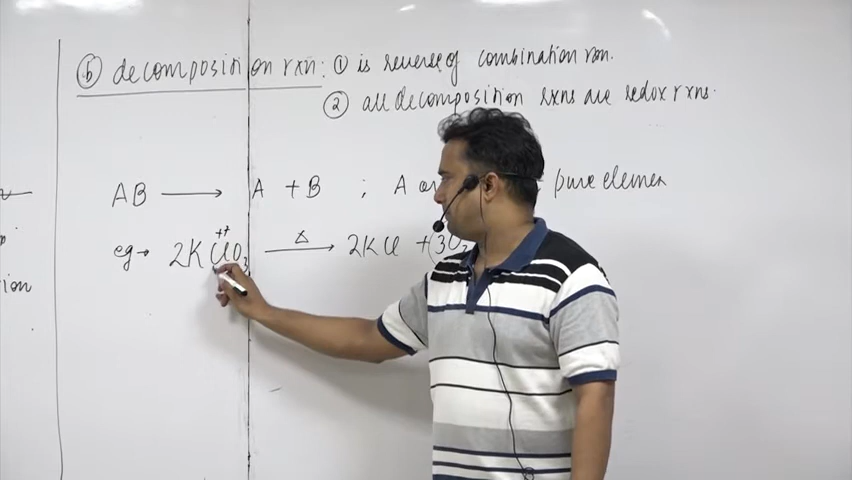 ⓑ decomposition rxn: ① is reverse of combination rxn.
② all decomposition rxns are redox rxns.
AB ⟶ A + B ; A or pure elemen
eg→ 2KClO₃ ⟶ 2KCl + (3O₂
Δ
ion